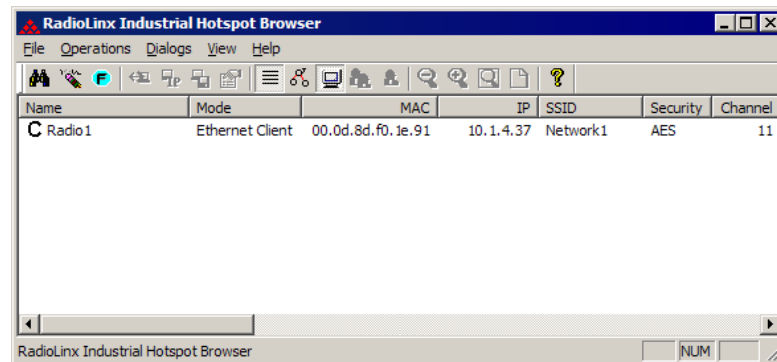 RadioLinx Industrial Hotspot Browser
File Operations Dialogs View Help
Name Mode MAC IP SSID Security Channel
C Radio1 Ethernet Client 00.0d.8d.f0.1e.91 10.1.4.37 Network1 AES 11
RadioLinx Industrial Hotspot Browser NUM